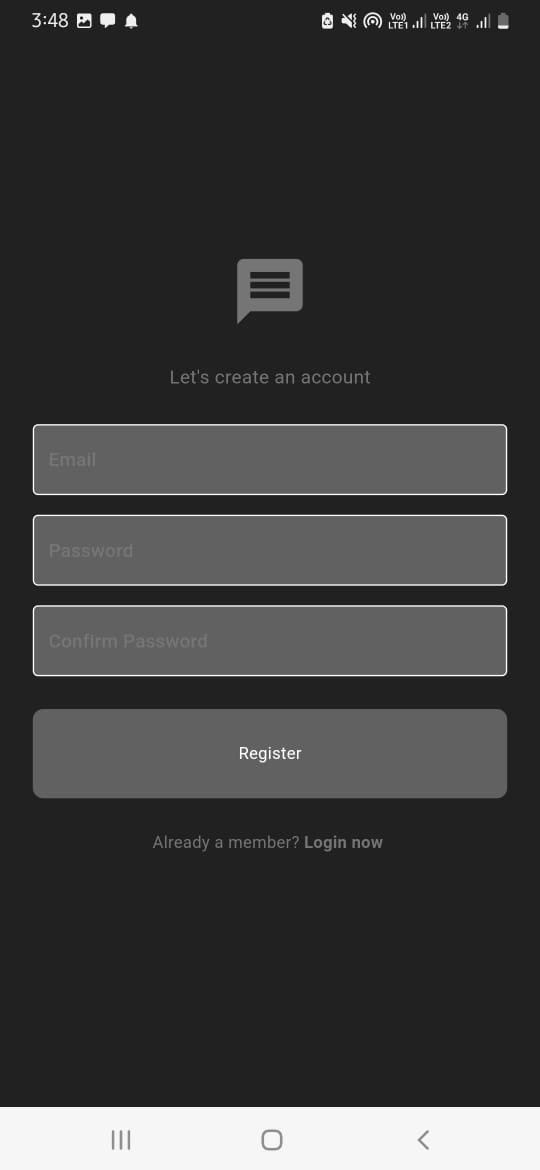 3:48 Vo) LTE1 Vo) LTE2 4G
Let's create an account
Email
Password
Confirm Password
Register
Already a member? Login now